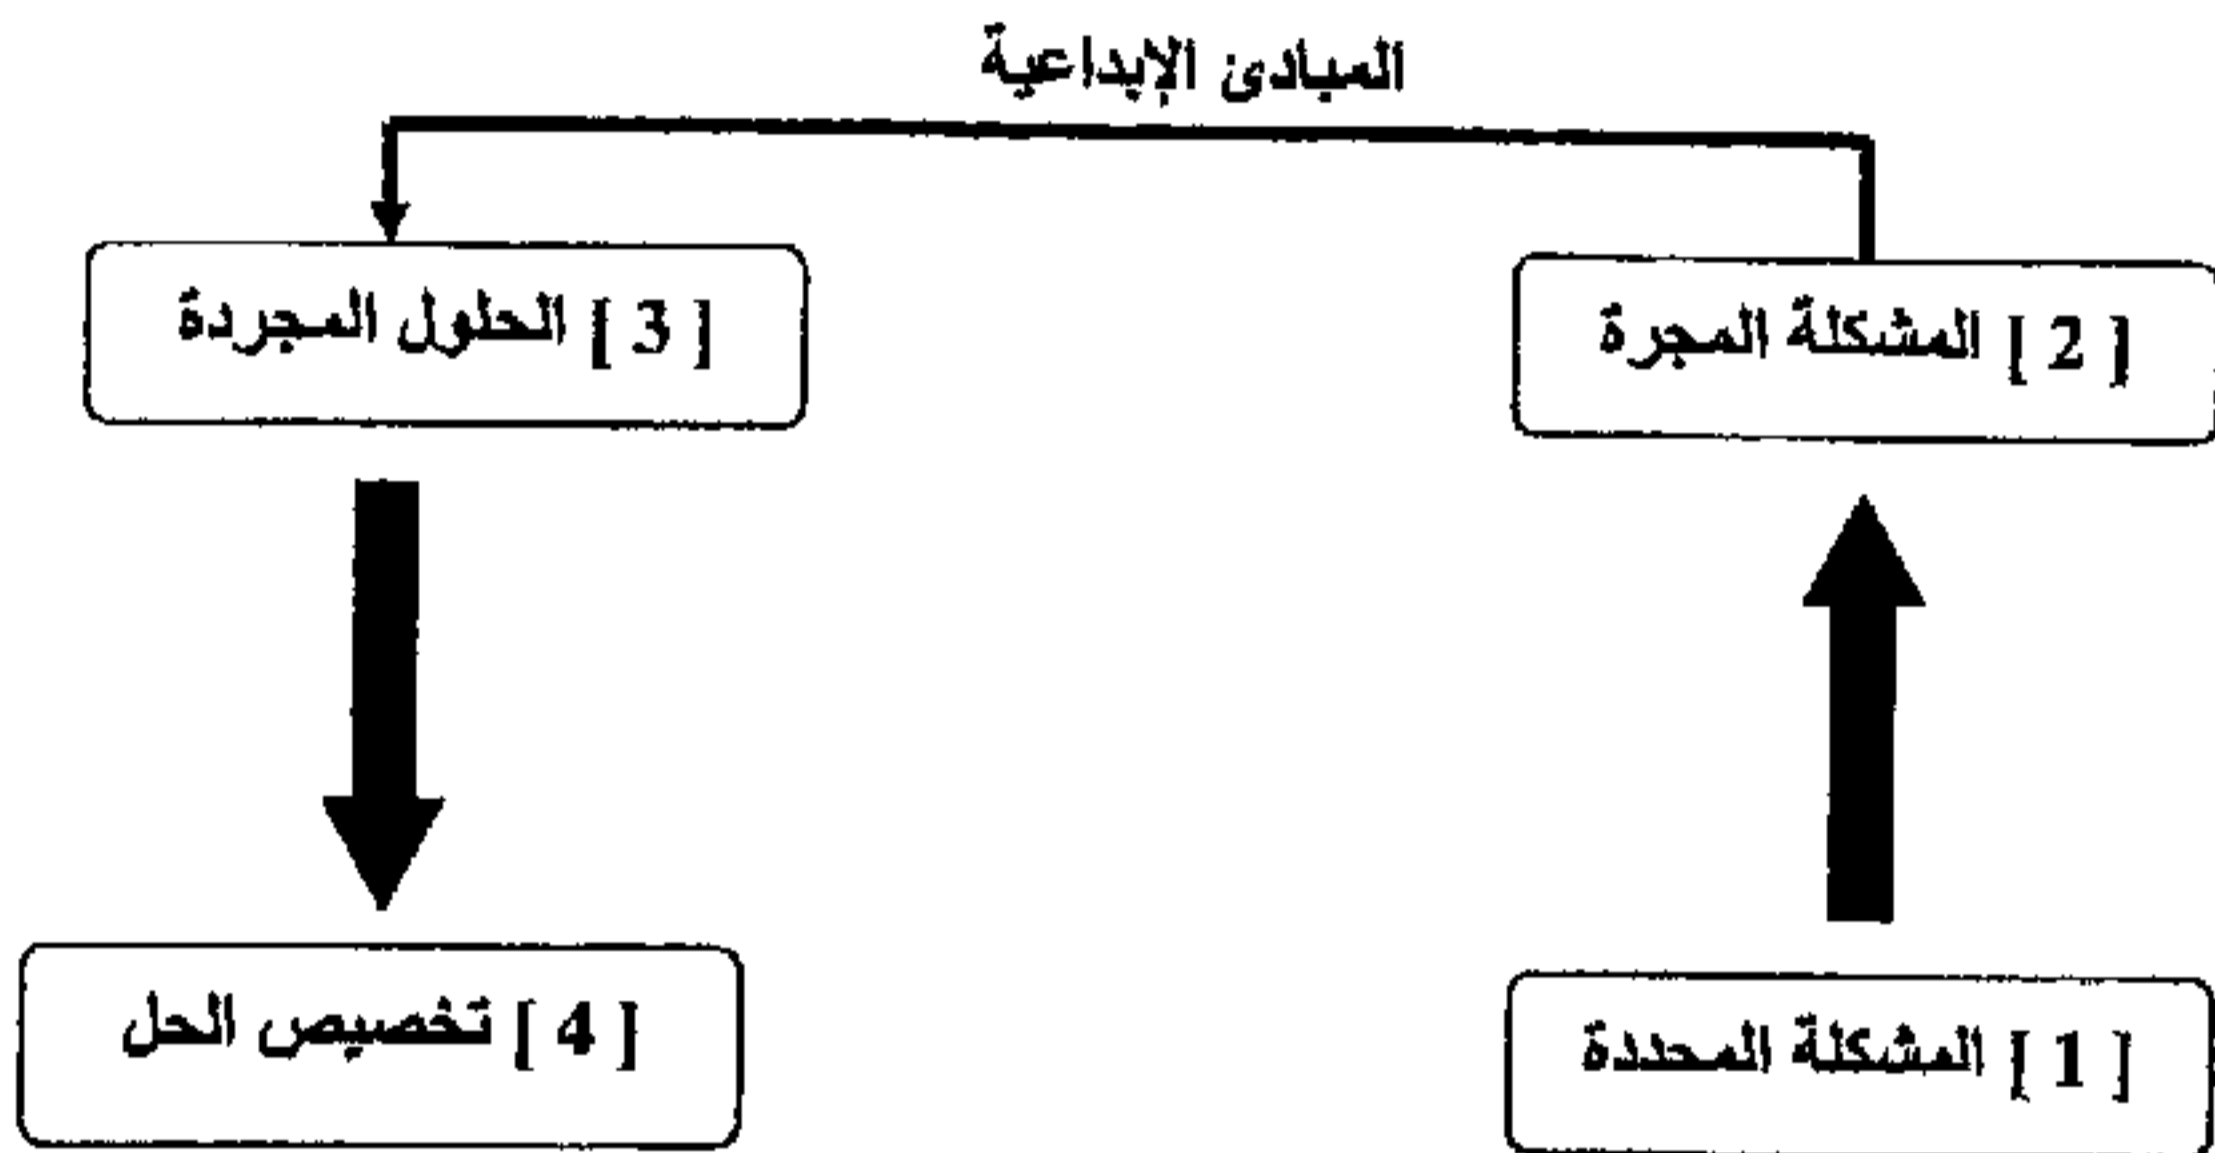 المبادئ الإبداعية
[ 2 ] المشكلة المجرة
[ 3 ] الحلول المجردة
[ 1 ] المشكلة المحددة
[ 4 ] تخصيص الحل